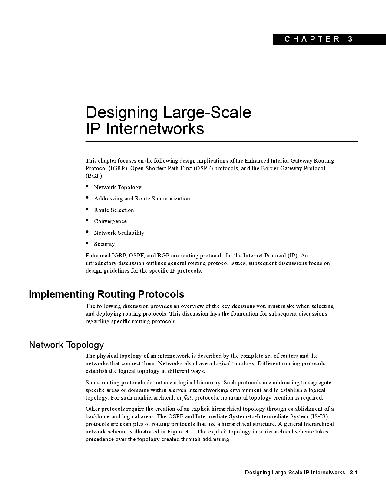 CHAPTER 3
Designing Large-Scale
IP Internetworks
This chapter focuses on the following design implications of the Enhanced Interior Gateway Routing
Protocol (IGRP), Open Shortest Path First (OSPF) protocols, and the Border Gateway Protocol
(BGP):
• Network Topology
• Addressing and Route Summarization
• Route Selection
• Convergence
• Network Scalability
• Security
Enhanced IGRP, OSPF, and BGP are routing protocols for the Internet Protocol (IP). An
introductory discussion outlines general routing protocol issues; subsequent discussions focus on
design guidelines for the specific IP protocols.
Implementing Routing Protocols
The following discussion provides an overview of the key decisions you must make when selecting
and deploying routing protocols. This discussion lays the foundation for subsequent discussions
regarding specific routing protocols.
Network Topology
The physical topology of an internetwork is described by the complete set of routers and the
networks that connect them. Networks also have a logical topology. Different routing protocols
establish the logical topology in different ways.
Some routing protocols do not use a logical hierarchy. Such protocols use addressing to segregate
specific areas or domains within a given internetworking environment and to establish a logical
topology. For such nonhierarchical, or flat, protocols, no manual topology creation is required.
Other protocols require the creation of an explicit hierarchical topology through establishment of a
backbone and logical areas. The OSPF and Intermediate System-to-Intermediate System (IS-IS)
protocols are examples of routing protocols that use a hierarchical structure. A general hierarchical
network scheme is illustrated in Figure 3-1. The explicit topology in a hierarchical scheme takes
precedence over the topology created through addressing.
Designing Large-Scale IP Internetworks 3-1